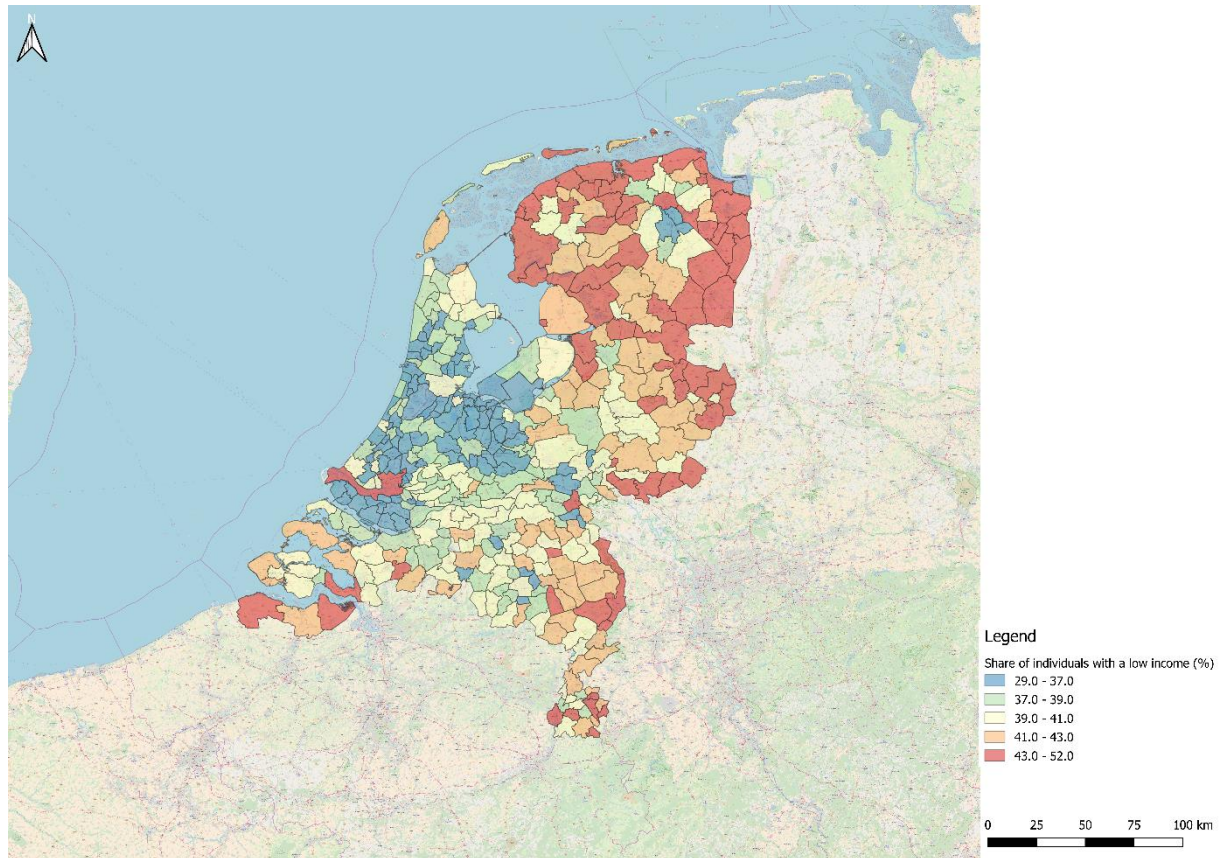 N
Legend
Share of individuals with a low income (%)
29.0 - 37.0
37.0 - 39.0
39.0 - 41.0
41.0 - 43.0
43.0 - 52.0
0 25 50 75 100 km